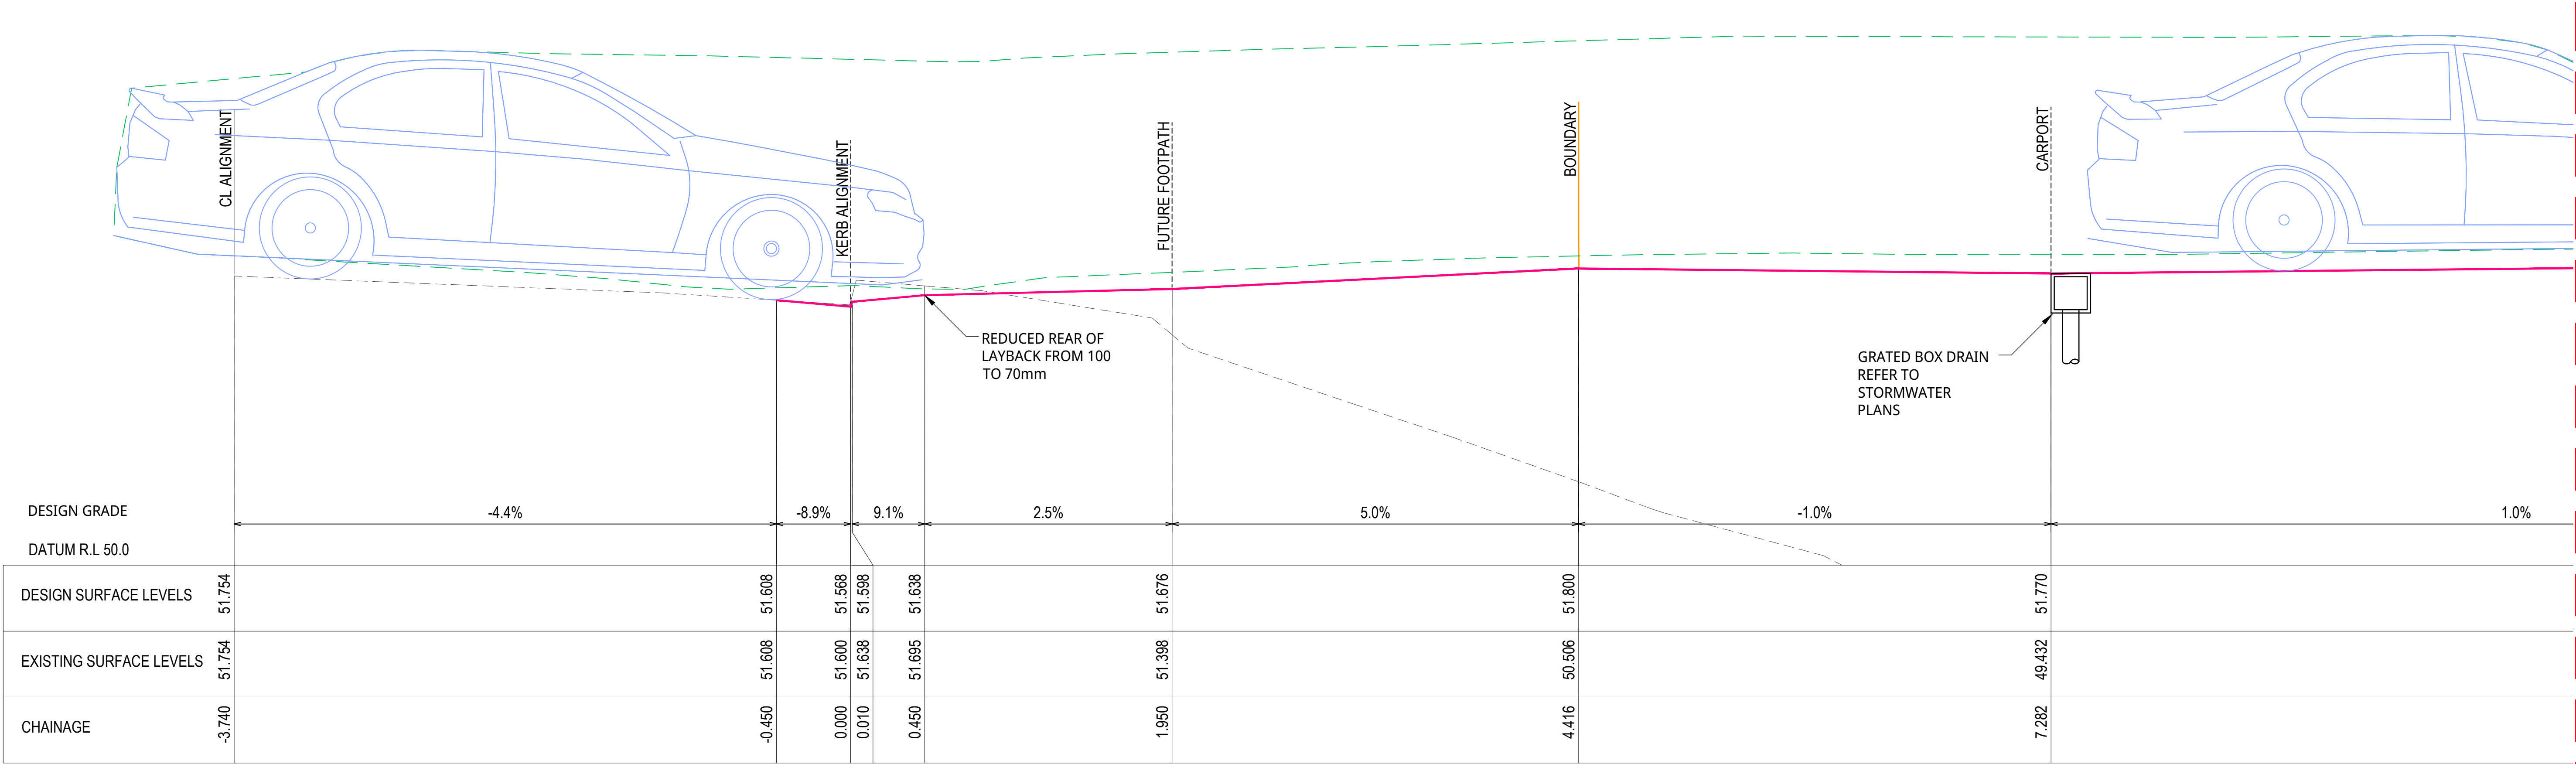 CL ALIGNMENT
KERB ALIGNMENT
FUTURE FOOTPATH
BOUNDARY
CARPORT
REDUCED REAR OF
LAYBACK FROM 100
TO 70mm
GRATED BOX DRAIN
REFER TO
STORMWATER
PLANS
DESIGN GRADE
-4.4%
-8.9%
9.1%
2.5%
5.0%
-1.0%
1.0%
DATUM R.L 50.0
DESIGN SURFACE LEVELS
51.754
51.608
51.568
51.598
51.638
51.676
51.800
51.770
EXISTING SURFACE LEVELS
51.754
51.608
51.600
51.638
51.695
51.398
50.506
49.432
CHAINAGE
-3.740
-0.450
0.000
0.010
0.450
1.950
4.416
7.282